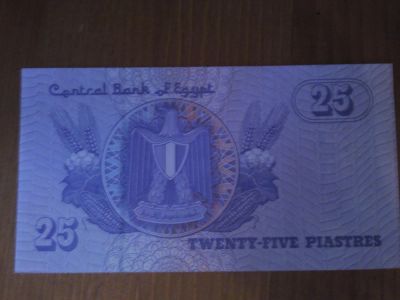 Central Bank of Egypt
25
25
TWENTY-FIVE PIASTRES